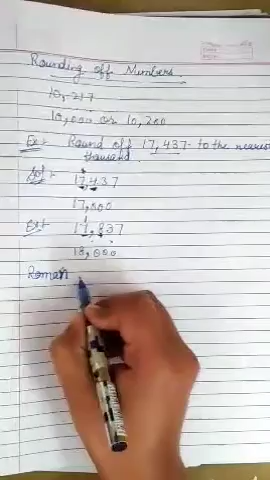 Rounding off Numbers
10,217
10,000 or 10,200
Ex:- Round off 17,437 to the nearest
thousand.
Sol:- 17,437
17,000
Ex:- 17,837
18,000
Roman